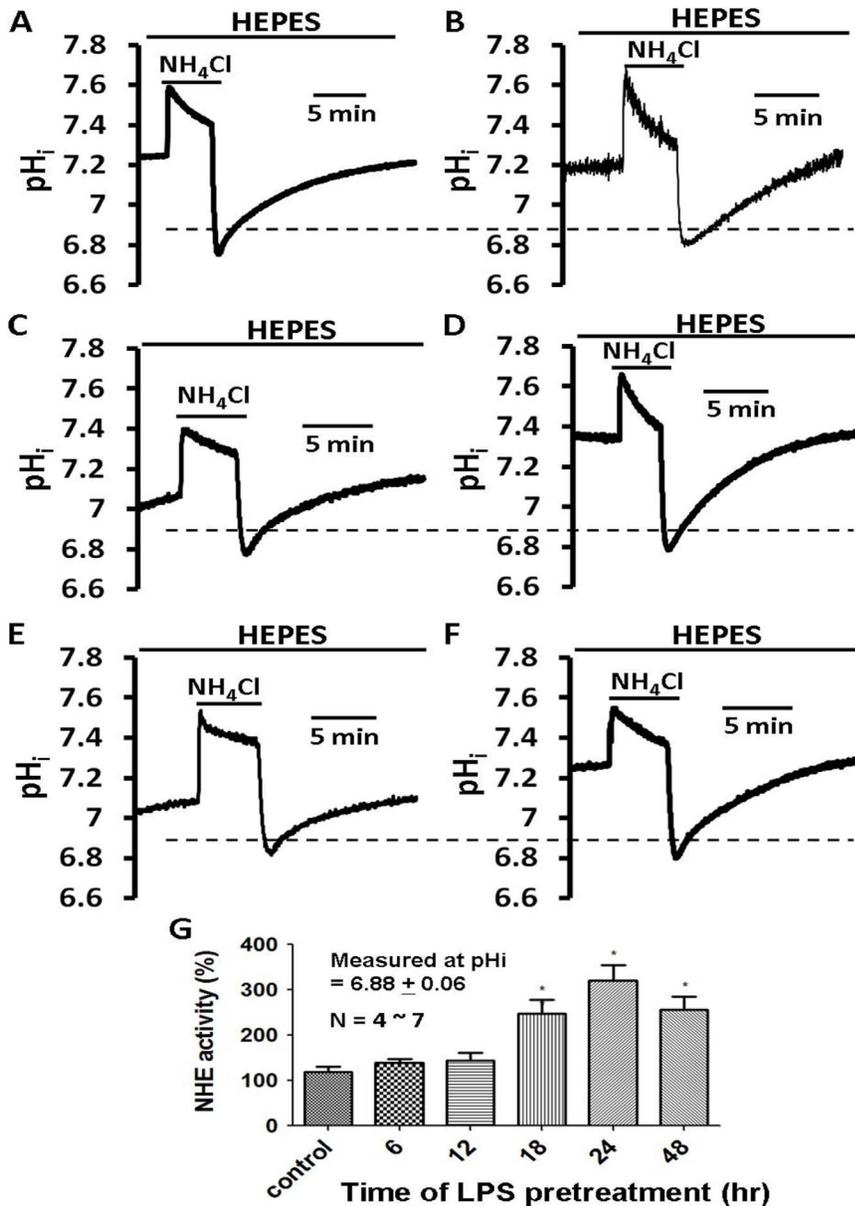 A
HEPES
7.8
7.6
7.4
7.2
7
6.8
6.6
pHi
NH4Cl
5 min
B
HEPES
7.8
7.6
7.4
7.2
7
6.8
6.6
pHi
NH4Cl
5 min
C
HEPES
7.8
7.6
7.4
7.2
7
6.8
6.6
pHi
NH4Cl
5 min
D
HEPES
7.8
7.6
7.4
7.2
7
6.8
6.6
pHi
NH4Cl
5 min
E
HEPES
7.8
7.6
7.4
7.2
7
6.8
6.6
pHi
NH4Cl
5 min
F
HEPES
7.8
7.6
7.4
7.2
7
6.8
6.6
pHi
NH4Cl
5 min
G
NHE activity (%)
400
300
200
100
0
Measured at pHi
= 6.88 ± 0.06
N = 4 ~ 7
* * *
control 6 12 18 24 48
Time of LPS pretreatment (hr)